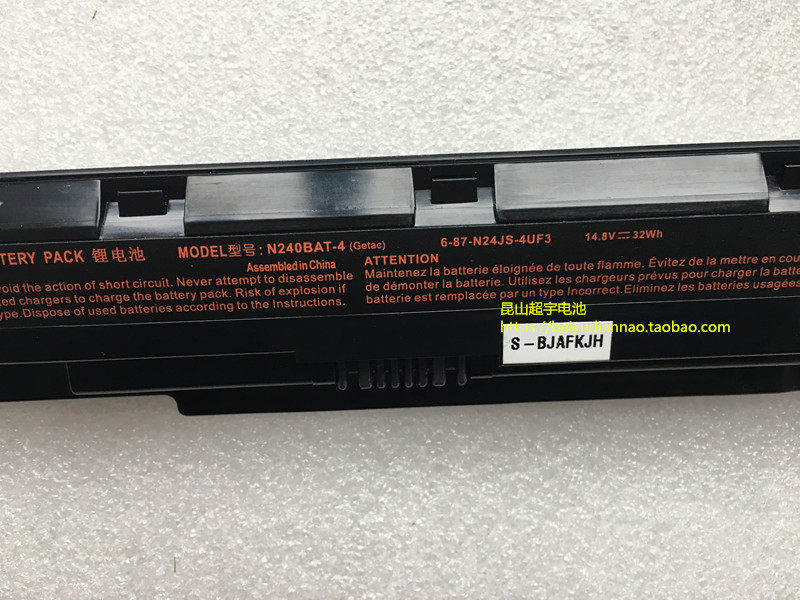 TERY PACK 锂电池 MODEL型号: N240BAT-4 (Getac) 6-87-N24JS-4UF3 14.8V⎓32Wh
Assembled in China
void the action of short circuit. Never attempt to disassemble
ed chargers to charge the battery pack. Risk of explosion if
ype.Dispose of used batteries according to the Instructions.
ATTENTION
Maintenez la batterie éloignée de toute flamme. Évitez de la mettre en cou
de démonter la batterie. Utilisez les chargeurs prévus pour charger la batte
batterie est remplacée par un type Incorrect.Eliminez les batteries usagées
昆山超宇电池
taobao.com
S-BJAFKJH